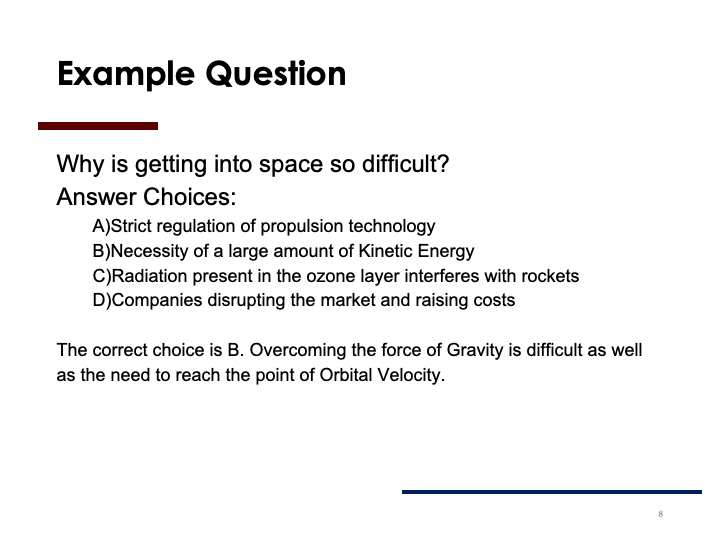 Example Question
Why is getting into space so difficult?
Answer Choices:
A)Strict regulation of propulsion technology
B)Necessity of a large amount of Kinetic Energy
C)Radiation present in the ozone layer interferes with rockets
D)Companies disrupting the market and raising costs
The correct choice is B. Overcoming the force of Gravity is difficult as well
as the need to reach the point of Orbital Velocity.
8